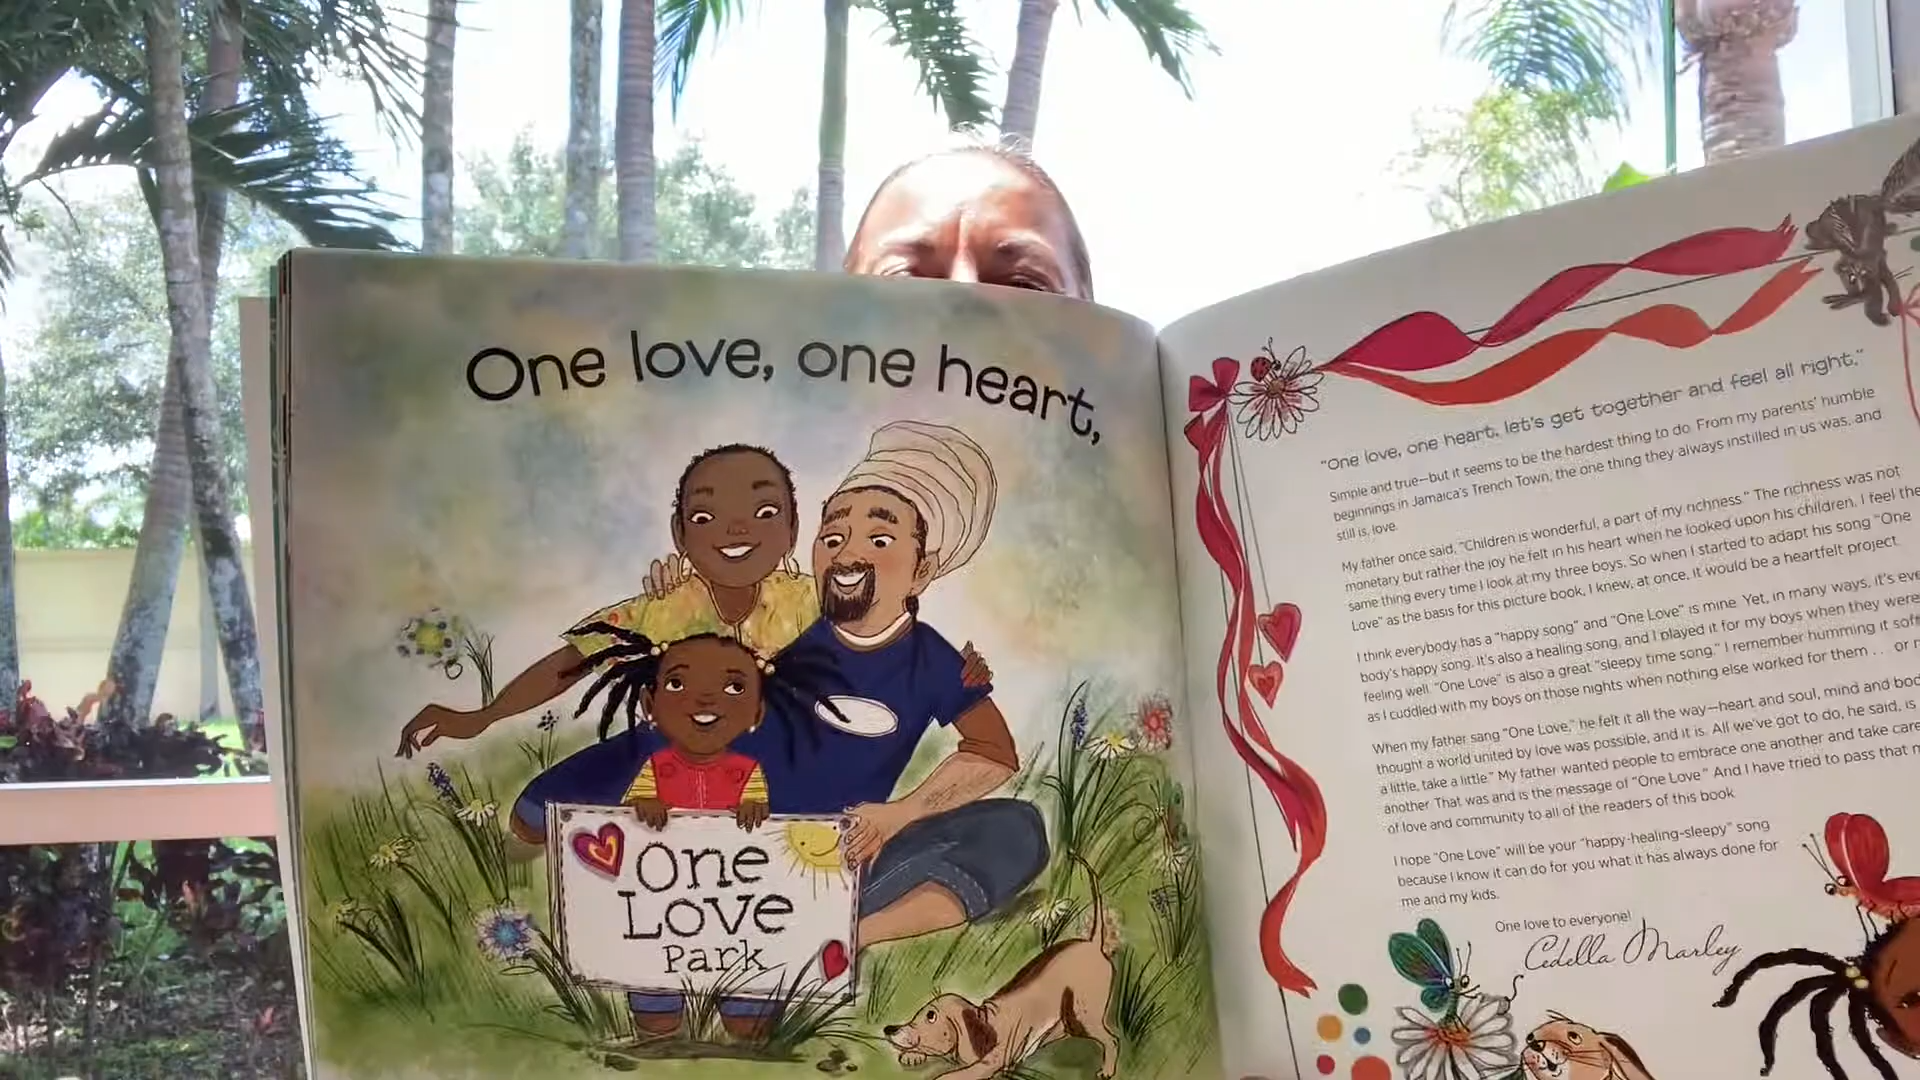 One love, one heart,
One
Love
Park
"One love, one heart, let's get together and feel all right."
Simple and true—but it seems to be the hardest thing to do. From my parents' humble
beginnings in Jamaica's Trench Town, the one thing they always instilled in us was, and
still is, love.
My father once said, "Children is wonderful, a part of my richness." The richness was not
monetary but rather the joy he felt in his heart when he looked upon his children. I feel the
same thing every time I look at my three boys. So when I started to adapt his song "One
Love" as the basis for this picture book, I knew, at once, it would be a heartfelt project.
I think everybody has a "happy song" and "One Love" is mine. Yet, in many ways, it's
body's happy song. It's also a healing song, and I played it for my boys when they were
feeling well. "One Love" is also a great "sleepy time song." I remember humming it
as I cuddled with my boys on those nights when nothing else worked for them . . . or
When my father sang "One Love," he felt it all the way—heart and soul, mind and
thought a world united by love was possible, and it is. All we've got to do, he said, is
a little, take a little." My father wanted people to embrace one another and take care
another. That was and is the message of "One Love." And I have tried to pass that
of love and community to all of the readers of this book.
I hope "One Love" will be your "happy-healing-sleepy" song
because I know it can do for you what it has always done for
me and my kids.
One love to everyone!
Cedella Marley